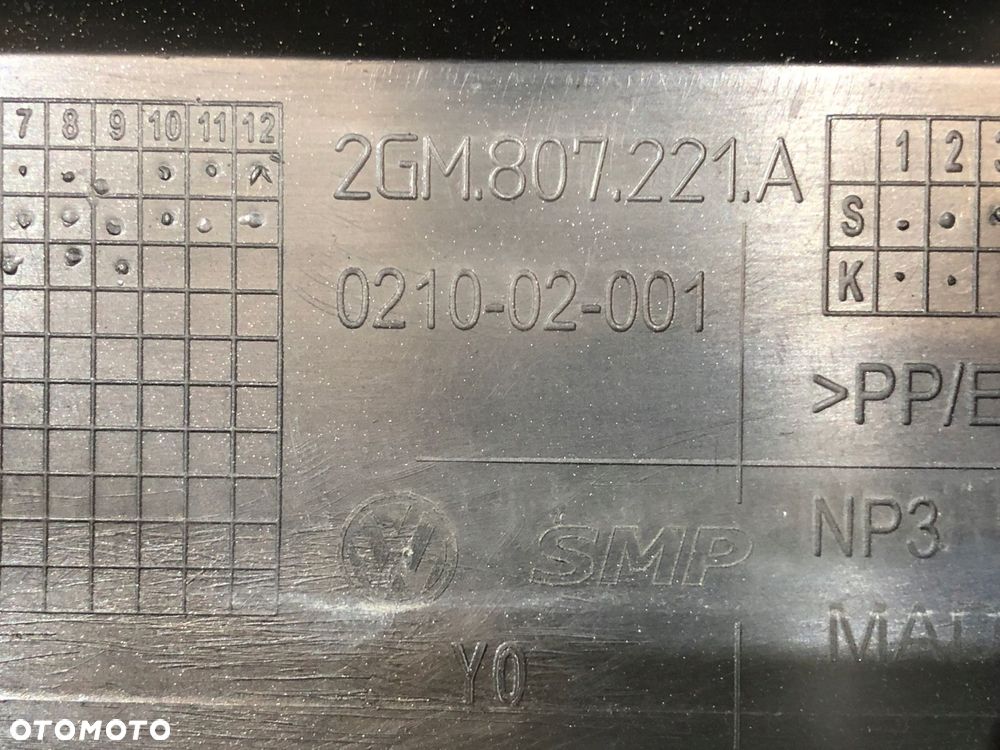 7 8 9 10 11 12
2GM.807.221.A
0210-02-001
1 2 3
S
K
>PP/E
NP3
SMP
Y0
OTOMOTO